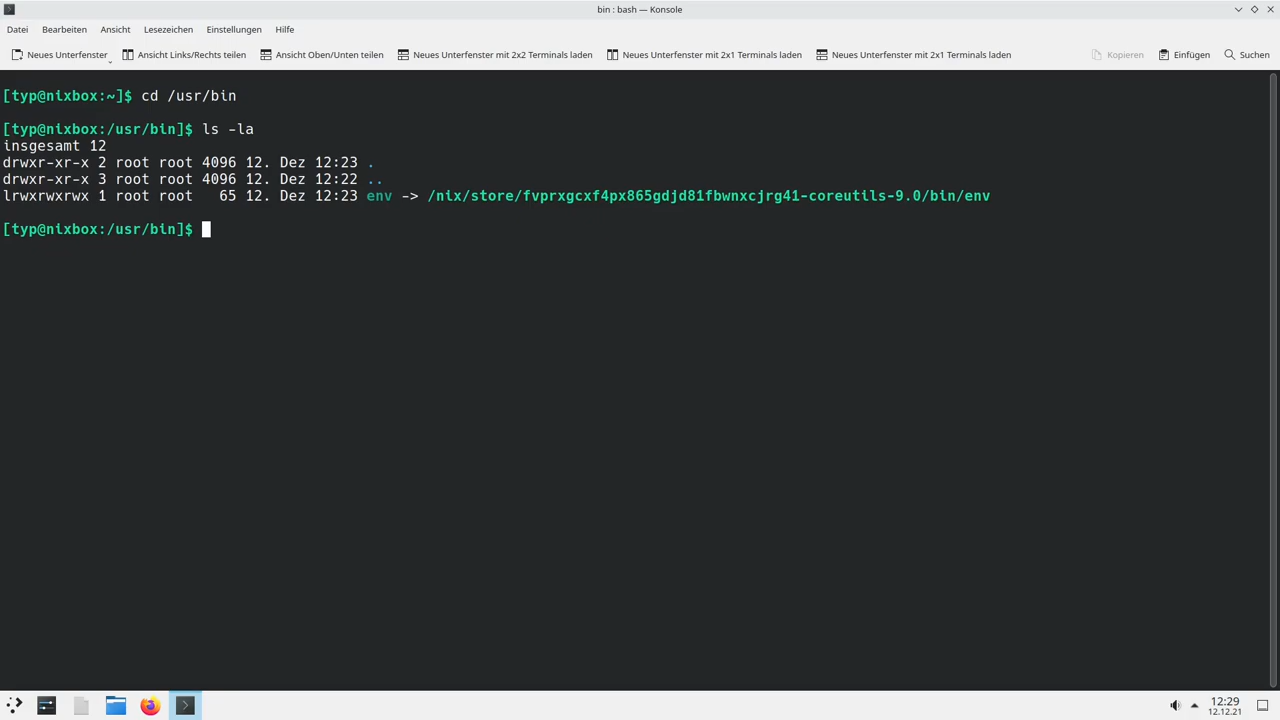 bin : bash — Konsole
Datei Bearbeiten Ansicht Lesezeichen Einstellungen Hilfe
Neues Unterfenster Ansicht Links/Rechts teilen Ansicht Oben/Unten teilen Neues Unterfenster mit 2x2 Terminals laden Neues Unterfenster mit 2x1 Terminals laden Neues Unterfenster mit 2x1 Terminals laden Kopieren Einfügen Suchen
[typ@nixbox:~]$ cd /usr/bin
[typ@nixbox:/usr/bin]$ ls -la
insgesamt 12
drwxr-xr-x 2 root root 4096 12. Dez 12:23 .
drwxr-xr-x 3 root root 4096 12. Dez 12:22 ..
lrwxrwxrwx 1 root root   65 12. Dez 12:23 env -> /nix/store/fvprxgcxf4px865gdjd81fbwnxcjrg41-coreutils-9.0/bin/env
[typ@nixbox:/usr/bin]$
12:29
12.12.21